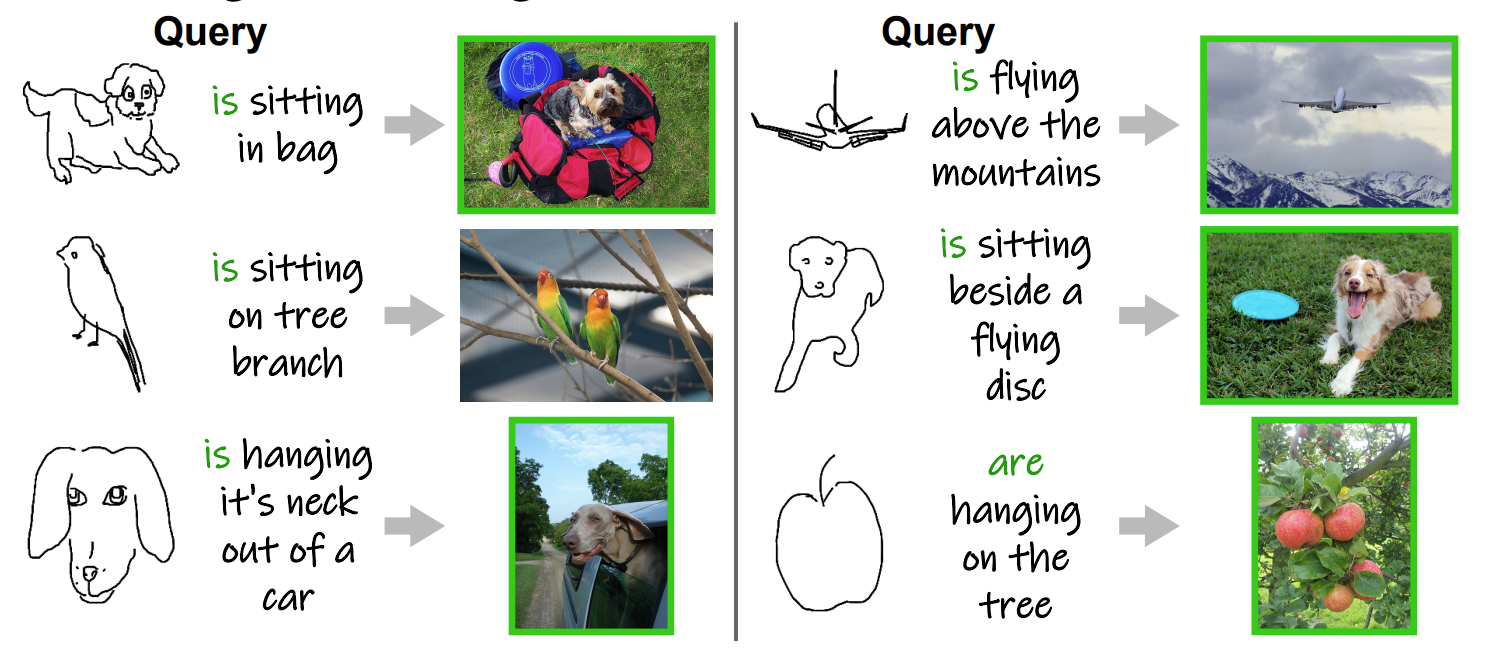 Query
is sitting
in bag
is sitting
on tree
branch
is hanging
it's neck
out of a
car
Query
is flying
above the
mountains
is sitting
beside a
flying
disc
are
hanging
on the
tree